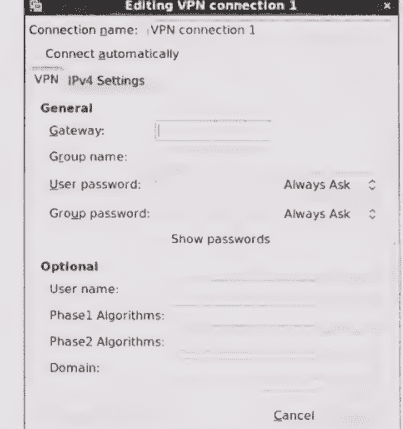 Editing VPN connection 1
Connection name: VPN connection 1
Connect automatically
VPN IPv4 Settings
General
Gateway:
Group name:
User password: Always Ask
Group password: Always Ask
Show passwords
Optional
User name:
Phase1 Algorithms:
Phase2 Algorithms:
Domain:
Cancel